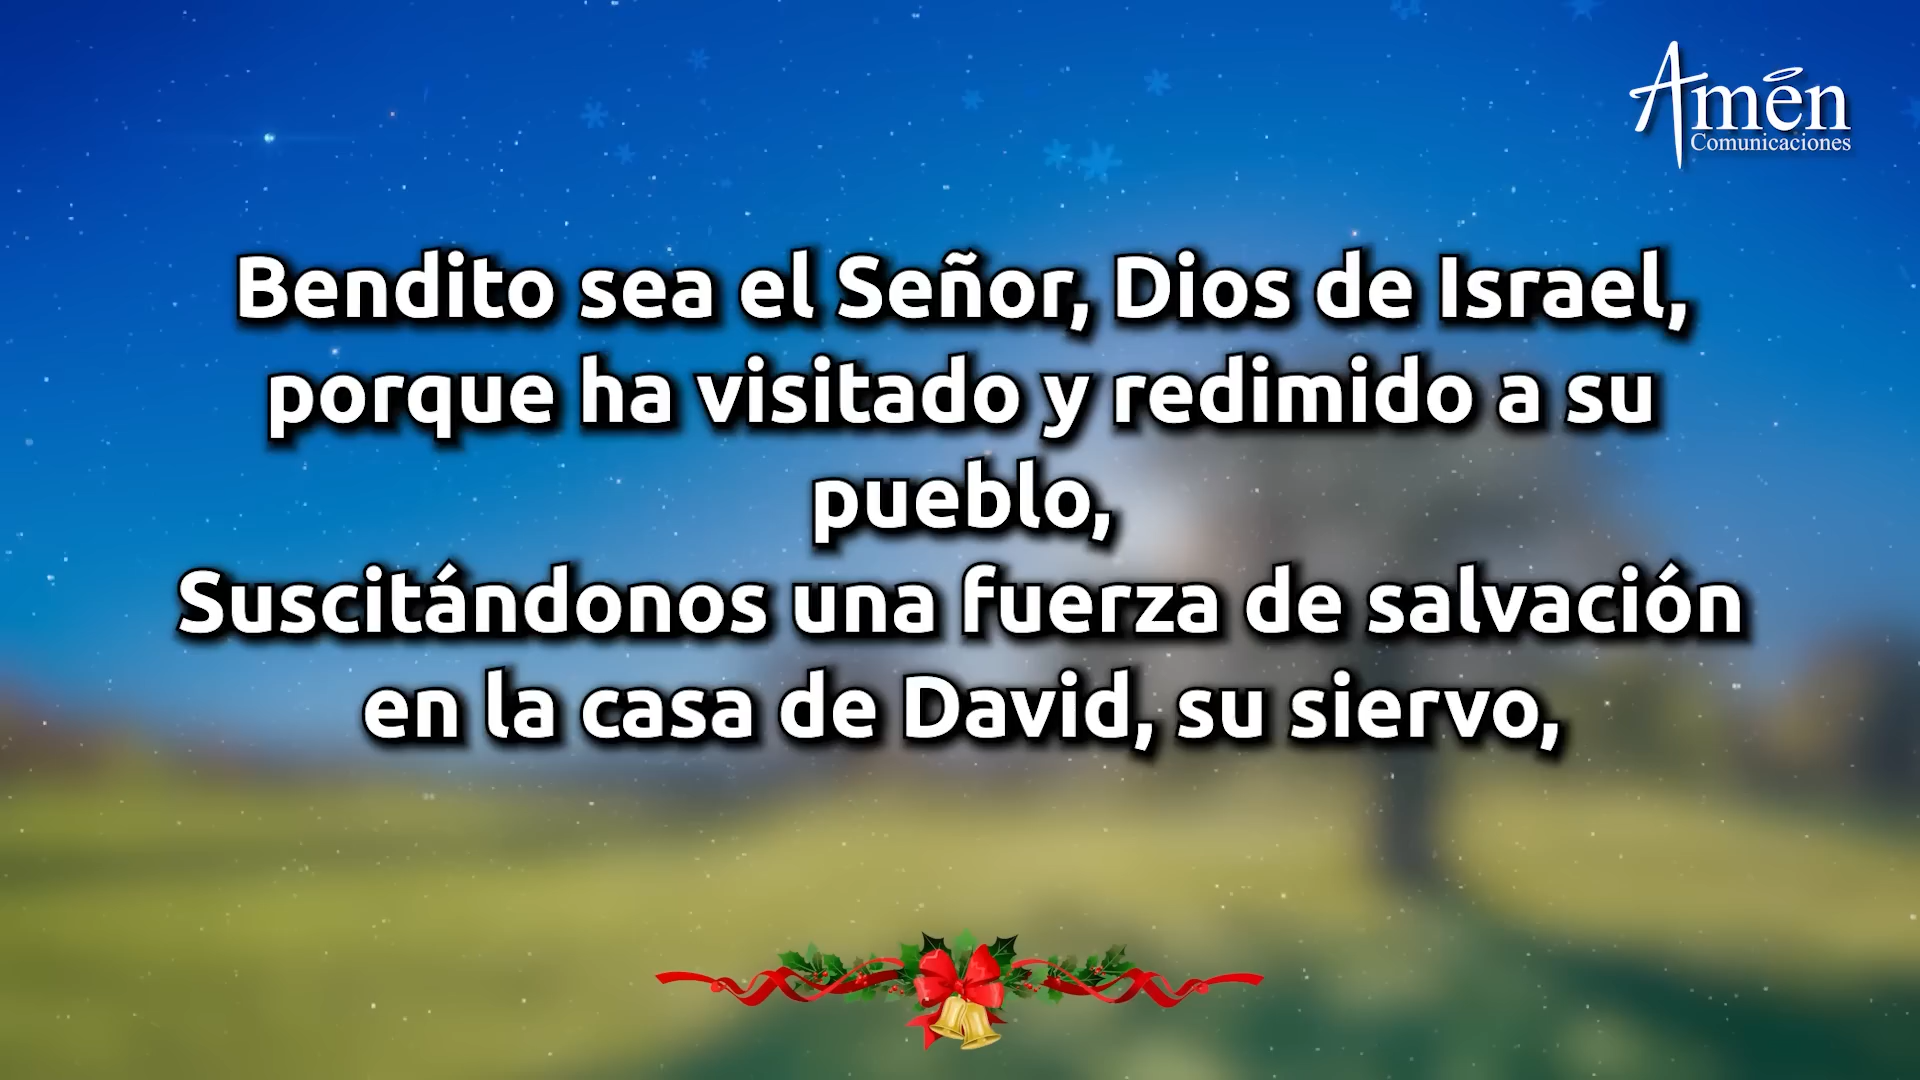 Amén
Comunicaciones
Bendito sea el Señor, Dios de Israel,
porque ha visitado y redimido a su
pueblo,
Suscitándonos una fuerza de salvación
en la casa de David, su siervo,